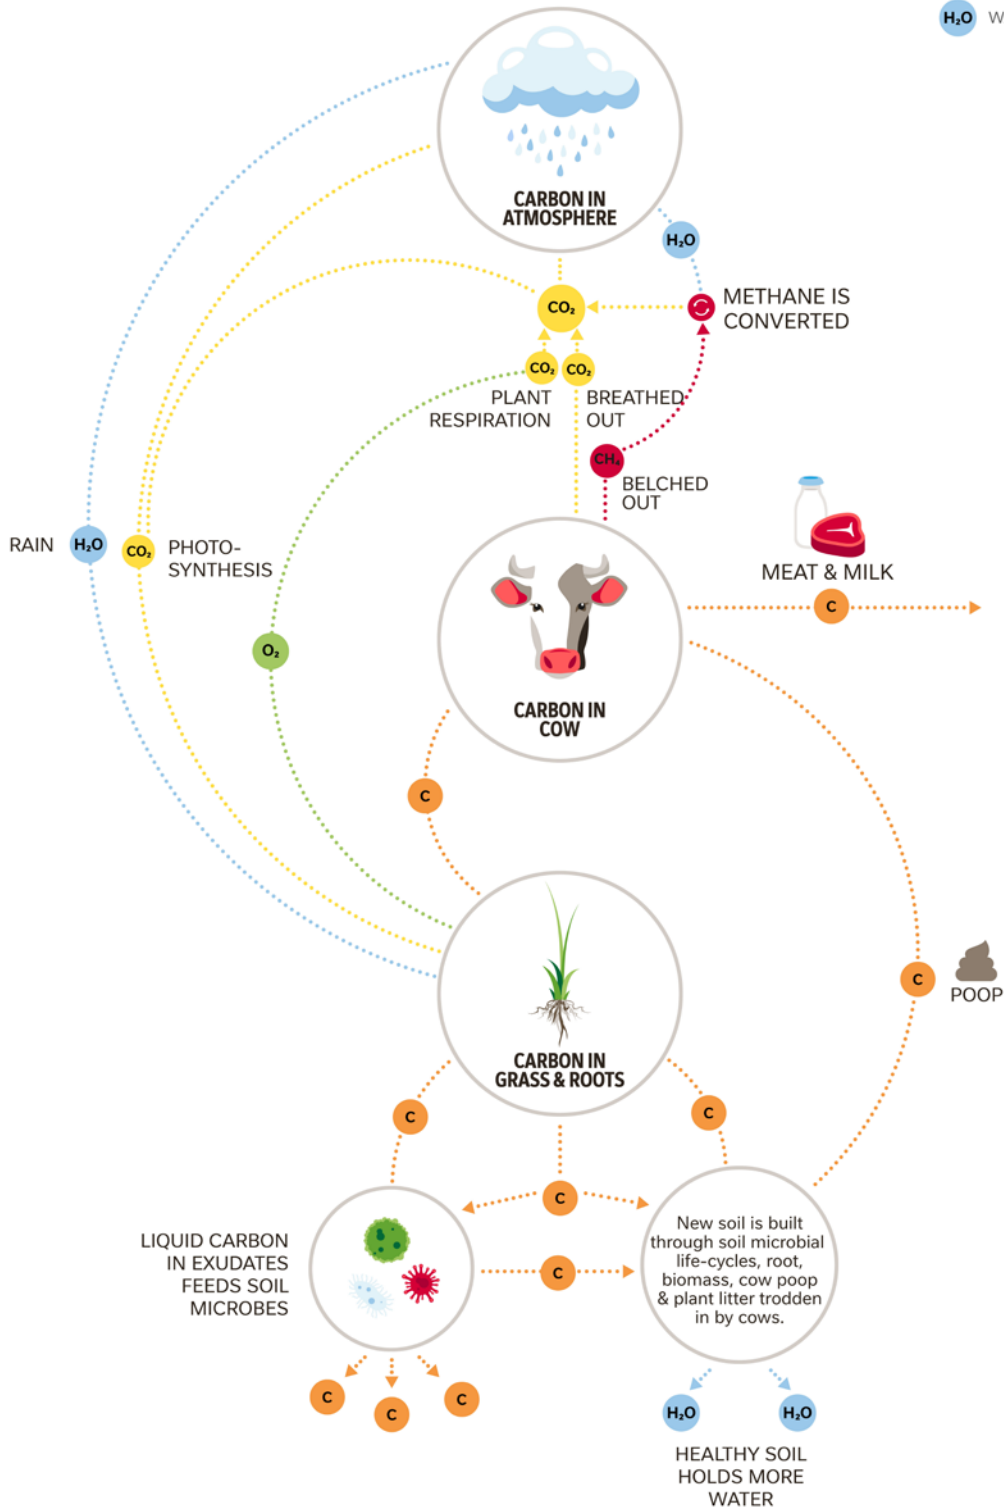 H₂O W
CARBON IN
ATMOSPHERE
H₂O
METHANE IS
CONVERTED
CO₂
CO₂ CO₂
PLANT
RESPIRATION
BREATHED
OUT
CH₄
BELCHED
OUT
RAIN H₂O CO₂
PHOTO-
SYNTHESIS
MEAT & MILK
C
O₂
CARBON IN
COW
C
C
POOP
CARBON IN
GRASS & ROOTS
C
C
C
LIQUID CARBON
IN EXUDATES
FEEDS SOIL
MICROBES
C
New soil is built
through soil microbial
life-cycles, root,
biomass, cow poop
& plant litter trodden
in by cows.
C C C
H₂O H₂O
HEALTHY SOIL
HOLDS MORE
WATER